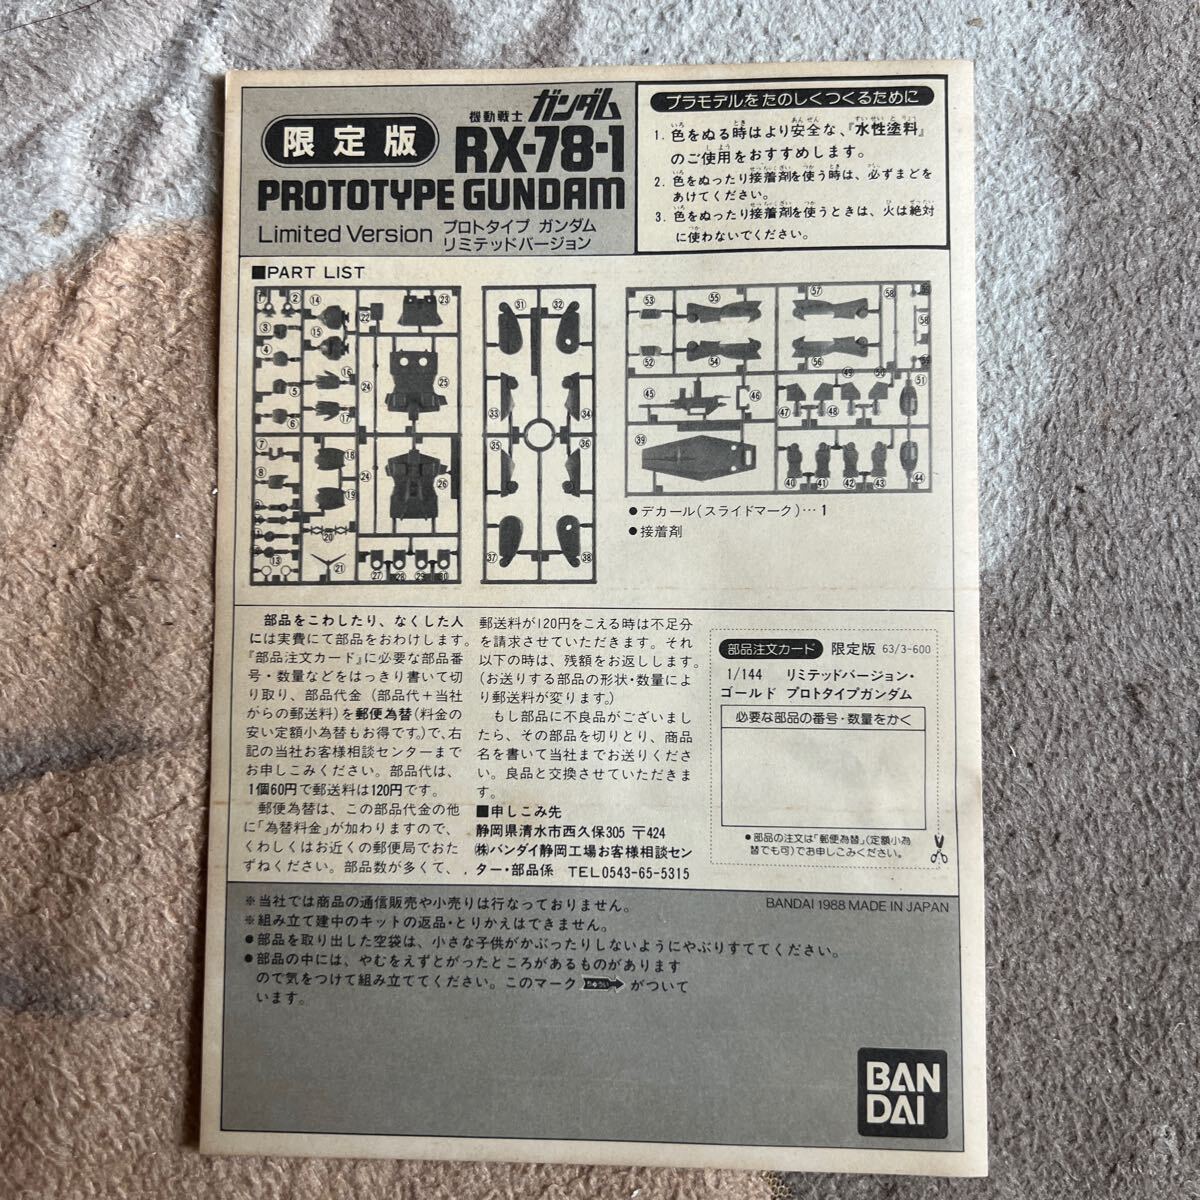 限定版
機動戦士 ガンダム
RX-78-1
PROTOTYPE GUNDAM
Limited Version
プロトタイプ ガンダム
リミテッドバージョン
プラモデルをたのしくつくるために
1. 色をぬる時はより安全な、『水性塗料』
のご使用をおすすめします。
2. 色をぬったり接着剤を使う時は、必ずまどを
あけてください。
3. 色をぬったり接着剤を使うときは、火は絶対
に使わないでください。
■PART LIST
●デカール(スライドマーク)…1
●接着剤
部品をこわしたり、なくした人
には実費にて部品をおわけします。
『部品注文カード』に必要な部品番
号・数量などをはっきり書いて切
り取り、部品代金(部品代+当社
からの郵送料)を郵便為替(料金の
安い定額小為替もお得です。)で、右
記の当社お客様相談センターまで
お申しこみください。部品代は、
1個60円で郵送料は120円です。
郵便為替は、この部品代金の他
に「為替料金」が加わりますので、
くわしくはお近くの郵便局でおた
ずねください。部品数が多くて、
郵送料が120円をこえる時は不足分
を請求させていただきます。それ
以下の時は、残額をお返しします。
(お送りする部品の形状・数量によ
り郵送料が変ります。)
もし部品に不良品がございまし
たら、その部品を切りとり、商品
名を書いて当社までお送りくださ
い。良品と交換させていただきま
す。
■申しこみ先
静岡県清水市西久保305 〒424
㈱バンダイ静岡工場お客様相談セン
ター・部品係 TEL0543-65-5315
部品注文カード 限定版 63/3-600
1/144 リミテッドバージョン・
ゴールド プロトタイプガンダム
必要な部品の番号・数量をかく
●部品の注文は「郵便為替」(定額小為
替でも可)でお申しこみください。
※当社では商品の通信販売や小売りは行なっておりません。
※組み立て建中のキットの返品・とりかえはできません。
●部品を取り出した空袋は、小さな子供がかぶったりしないようにやぶりすててください。
●部品の中には、やむをえずとがったところがあるものがあります
ので気をつけて組み立ててください。このマーク がついて
います。
BANDAI 1988 MADE IN JAPAN
BAN
DAI